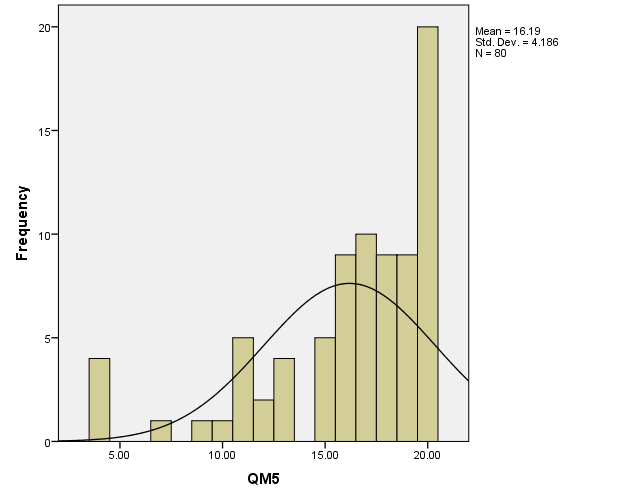 Mean = 16.19
Std. Dev. = 4.186
N = 80
20
15
10
5
0
Frequency
5.00 10.00 15.00 20.00
QM5